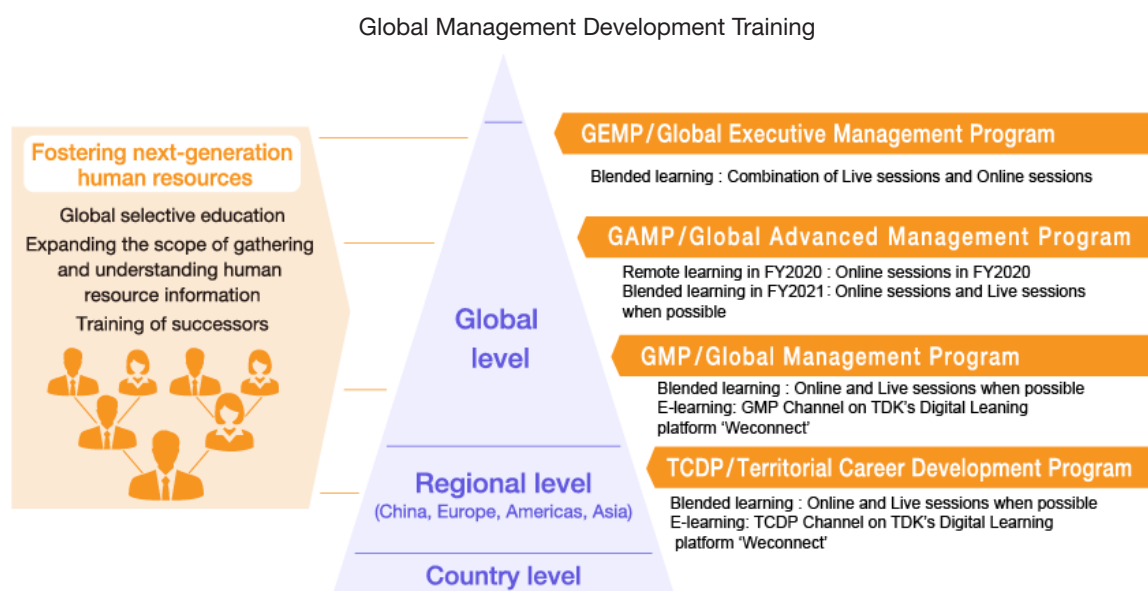 Global Management Development Training
Fostering next-generation
human resources
Global selective education
Expanding the scope of gathering
and understanding human
resource information
Training of successors
Global
level
Regional level
(China, Europe, Americas, Asia)
Country level
GEMP/Global Executive Management Program
Blended learning : Combination of Live sessions and Online sessions
GAMP/Global Advanced Management Program
Remote learning in FY2020 : Online sessions in FY2020
Blended learning in FY2021 : Online sessions and Live sessions
when possible
GMP/Global Management Program
Blended learning : Online and Live sessions when possible
E-learning: GMP Channel on TDK's Digital Leaning
platform 'Weconnect'
TCDP/Territorial Career Development Program
Blended learning : Online and Live sessions when possible
E-learning: TCDP Channel on TDK's Digital Learning
platform 'Weconnect'